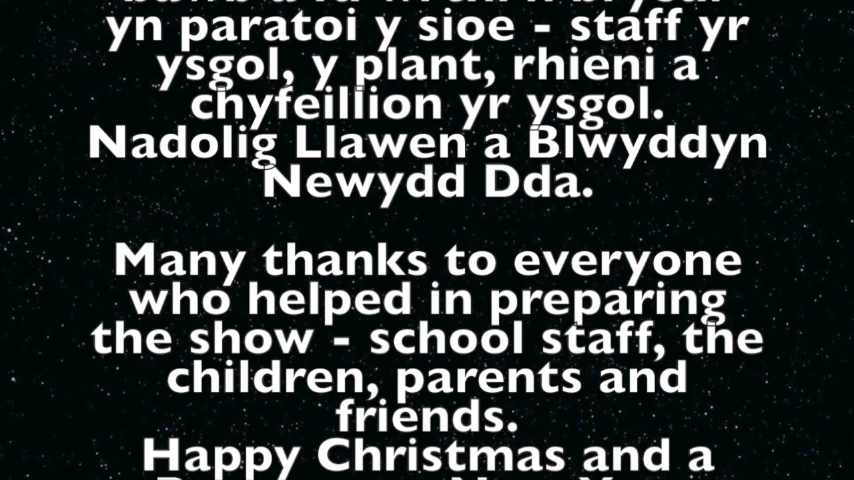 yn paratoi y sioe - staff yr
ysgol, y plant, rhieni a
chyfeillion yr ysgol.
Nadolig Llawen a Blwyddyn
Newydd Dda.
Many thanks to everyone
who helped in preparing
the show - school staff, the
children, parents and
friends.
Happy Christmas and a